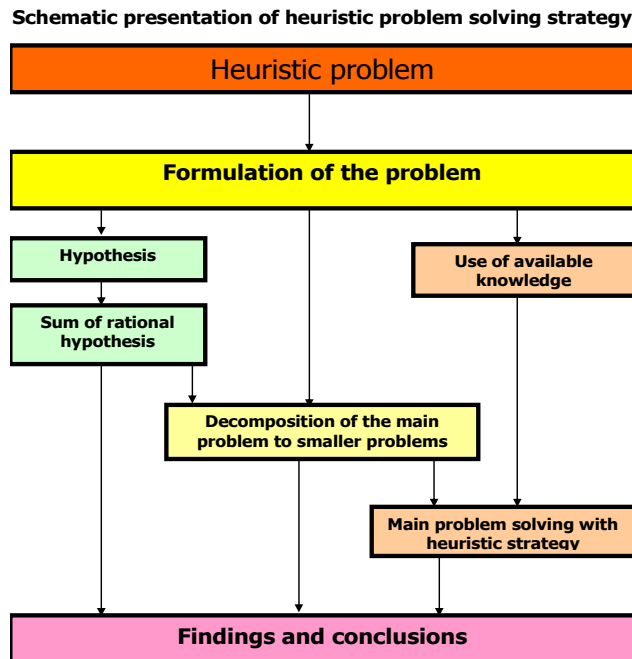 Schematic presentation of heuristic problem solving strategy
Heuristic problem
Formulation of the problem
Hypothesis
Use of available
knowledge
Sum of rational
hypothesis
Decomposition of the main
problem to smaller problems
Main problem solving with
heuristic strategy
Findings and conclusions